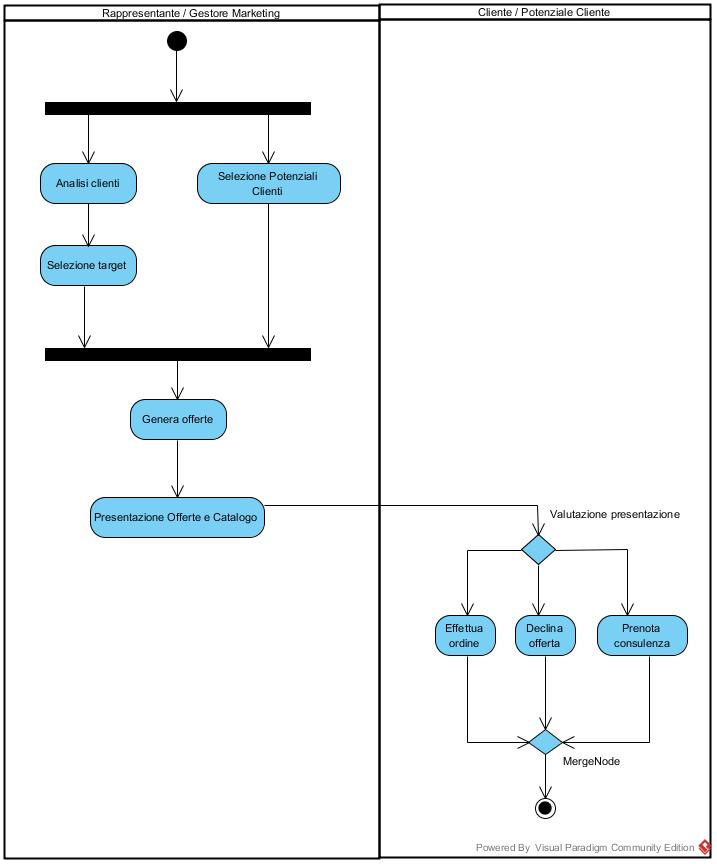 Rappresentante / Gestore Marketing
Cliente / Potenziale Cliente
Analisi clienti
Selezione Potenziali
Clienti
Selezione target
Genera offerte
Presentazione Offerte e Catalogo
Valutazione presentazione
Effettua
ordine
Declina
offerta
Prenota
consulenza
MergeNode
Powered By Visual Paradigm Community Edition